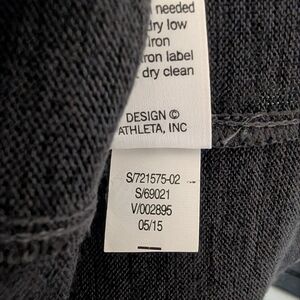 needed
dry low
iron
iron label
dry clean
DESIGN ©
ATHLETA, INC
S/721575-02
S/69021
V/002895
05/15